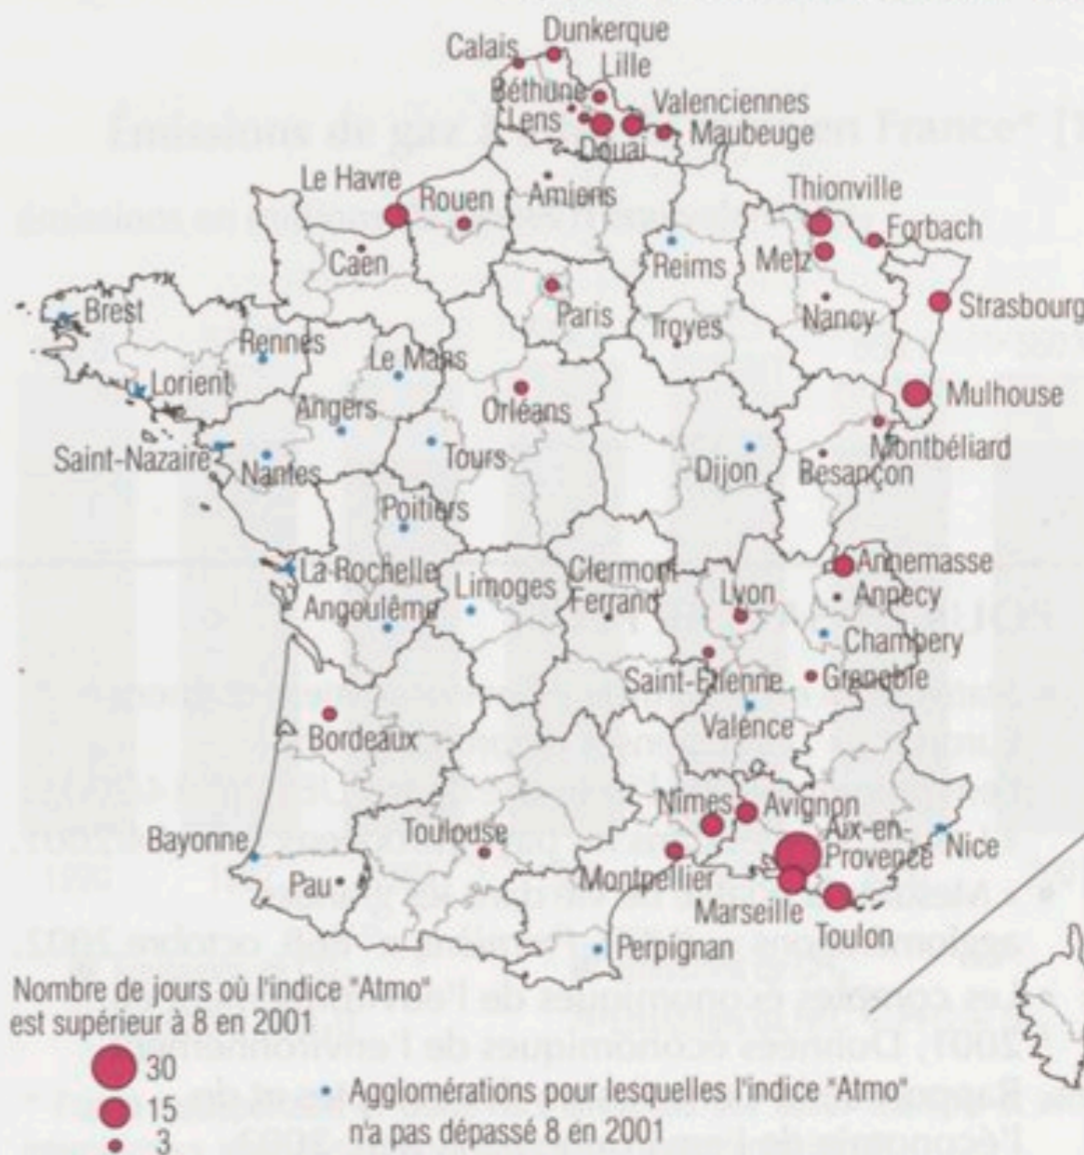 Dunkerque
Calais
Lille
Béthune
Valenciennes
Lens
Maubeuge
Douai
Le Havre
Rouen
Amiens
Thionville
Forbach
Caen
Reims
Metz
Brest
Paris
Troyes
Nancy
Strasbourg
Rennes
Le Mans
Lorient
Angers
Orléans
Mulhouse
Saint-Nazaire
Nantes
Tours
Dijon
Montbéliard
Besançon
Poitiers
La Rochelle
Limoges
Clermont
Ferrand
Annemasse
Angoulême
Lyon
Annecy
Chambery
Saint-Etienne
Grenoble
Valence
Bordeaux
Nîmes
Avignon
Bayonne
Toulouse
Aix-en-
Provence
Nice
Pau
Montpellier
Marseille
Toulon
Perpignan
Nombre de jours où l'indice "Atmo"
est supérieur à 8 en 2001
30
15
3
Agglomérations pour lesquelles l'indice "Atmo"
n'a pas dépassé 8 en 2001